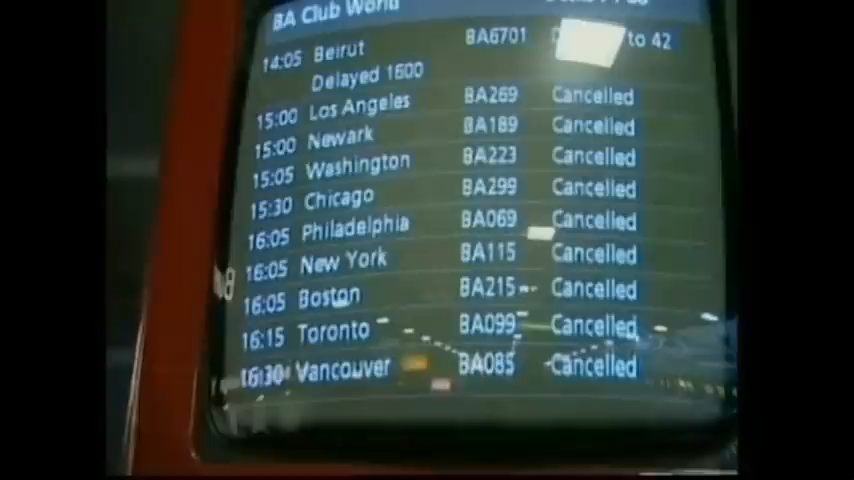 BA Club World
14:05 Beirut BA6701 to 42
Delayed 1600
15:00 Los Angeles BA269 Cancelled
15:00 Newark BA189 Cancelled
15:05 Washington BA223 Cancelled
15:30 Chicago BA299 Cancelled
16:05 Philadelphia BA069 Cancelled
16:05 New York BA115 Cancelled
16:05 Boston BA215 Cancelled
16:15 Toronto BA099 Cancelled
16:30 Vancouver BA085 Cancelled